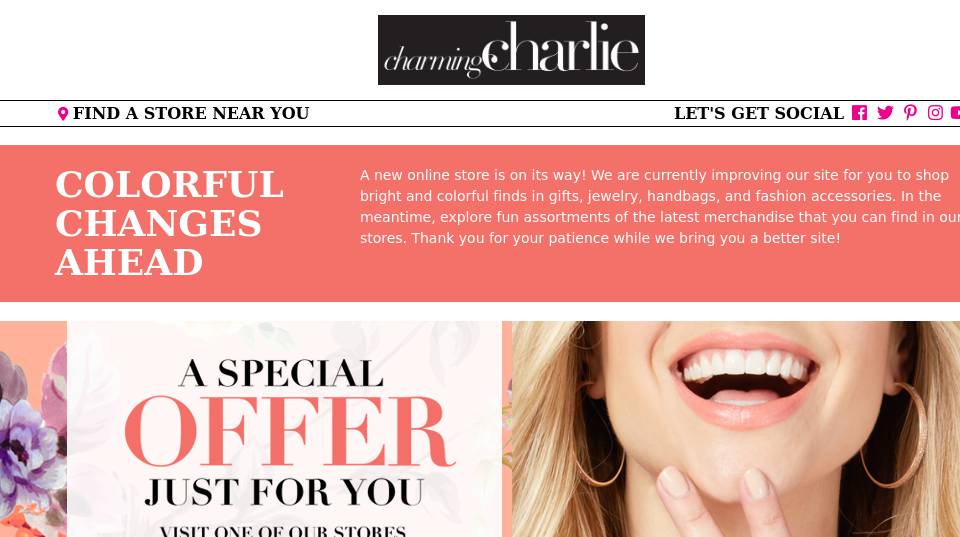 charming charlie
FIND A STORE NEAR YOU
LET'S GET SOCIAL
COLORFUL
CHANGES
AHEAD
A new online store is on its way! We are currently improving our site for you to shop
bright and colorful finds in gifts, jewelry, handbags, and fashion accessories. In the
meantime, explore fun assortments of the latest merchandise that you can find in our
stores. Thank you for your patience while we bring you a better site!
A SPECIAL
OFFER
JUST FOR YOU
VISIT ONE OF OUR STORES